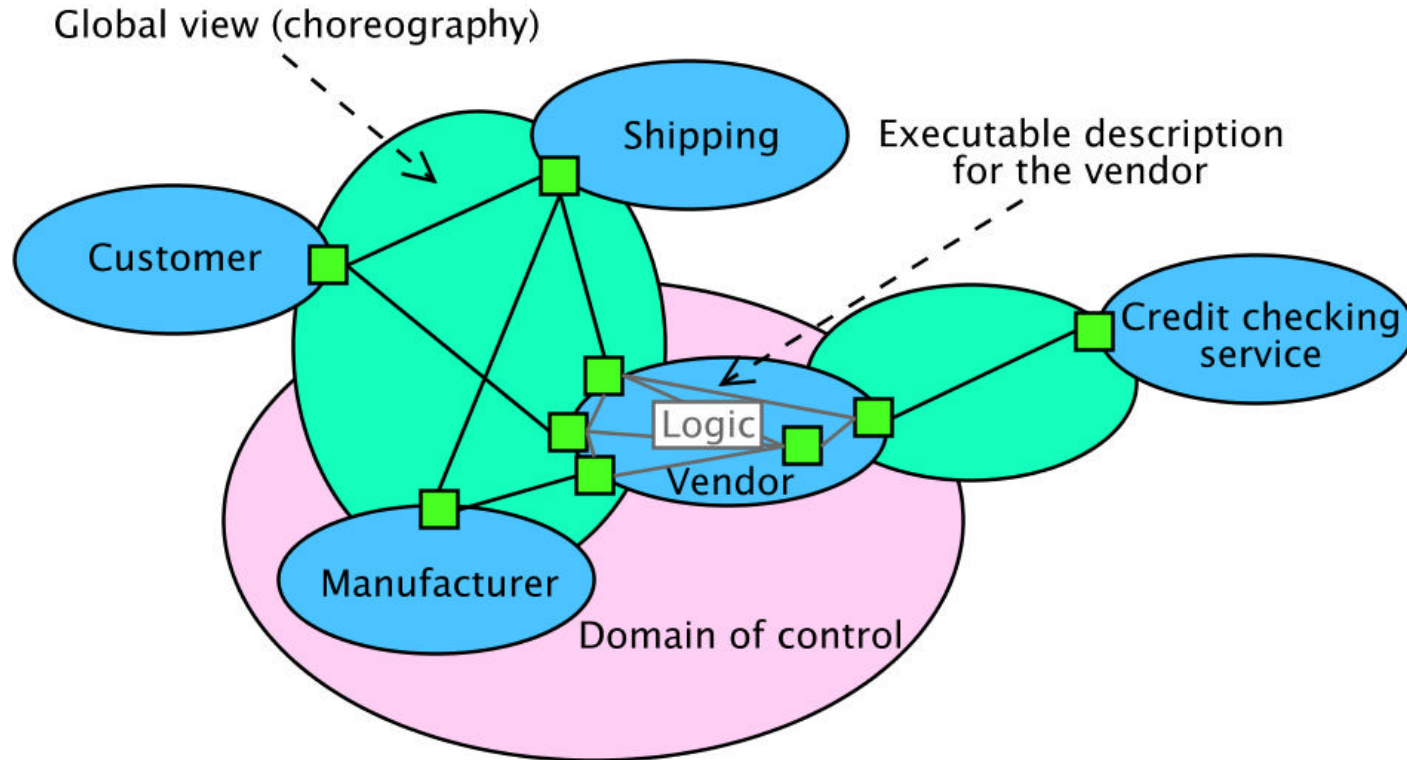 Global view (choreography)
Shipping
Executable description
for the vendor
Customer
Credit checking
service
Logic
Vendor
Manufacturer
Domain of control